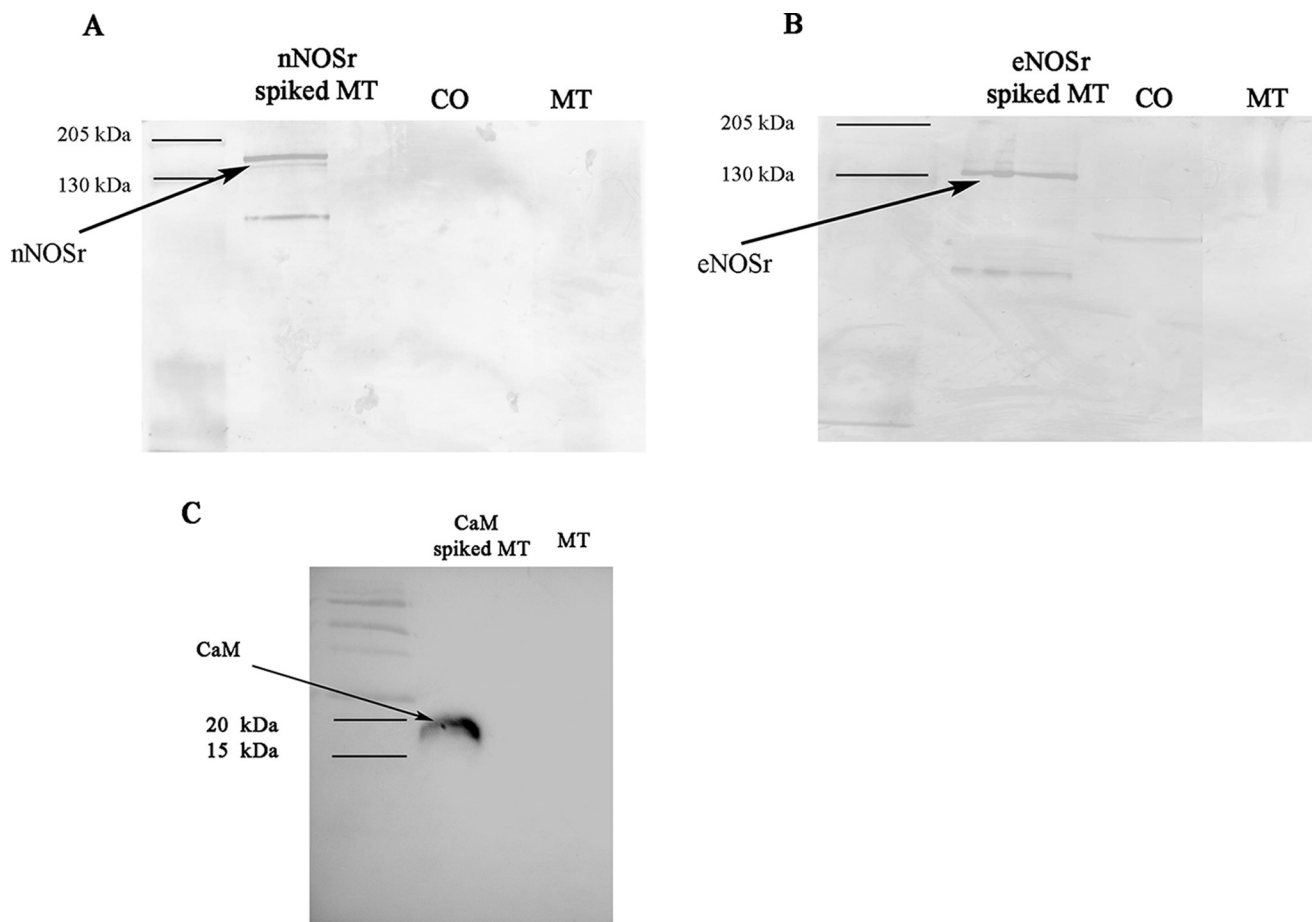 A
nNOSr
spiked MT
CO
MT
205 kDa
130 kDa
nNOSr
B
eNOSr
spiked MT
CO
MT
205 kDa
130 kDa
eNOSr
C
CaM
spiked MT
MT
CaM
20 kDa
15 kDa